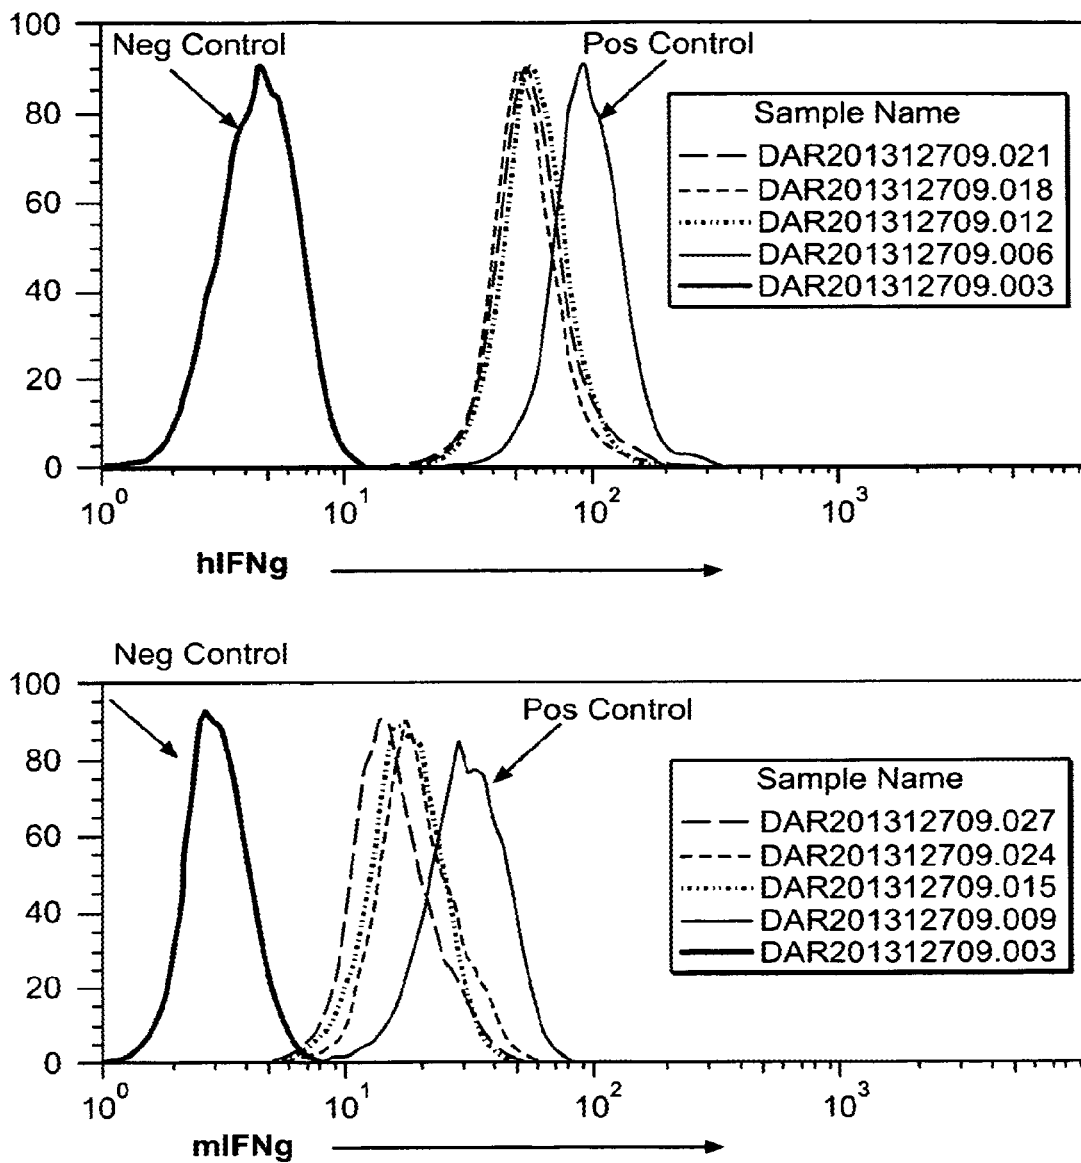 100
Neg Control
Pos Control
80
60
40
20
0
Sample Name
DAR201312709.021
DAR201312709.018
DAR201312709.012
DAR201312709.006
DAR201312709.003
10^0
10^1
10^2
10^3
hIFNg
Neg Control
100
Pos Control
80
60
40
20
0
Sample Name
DAR201312709.027
DAR201312709.024
DAR201312709.015
DAR201312709.009
DAR201312709.003
10^0
10^1
10^2
10^3
mIFNg